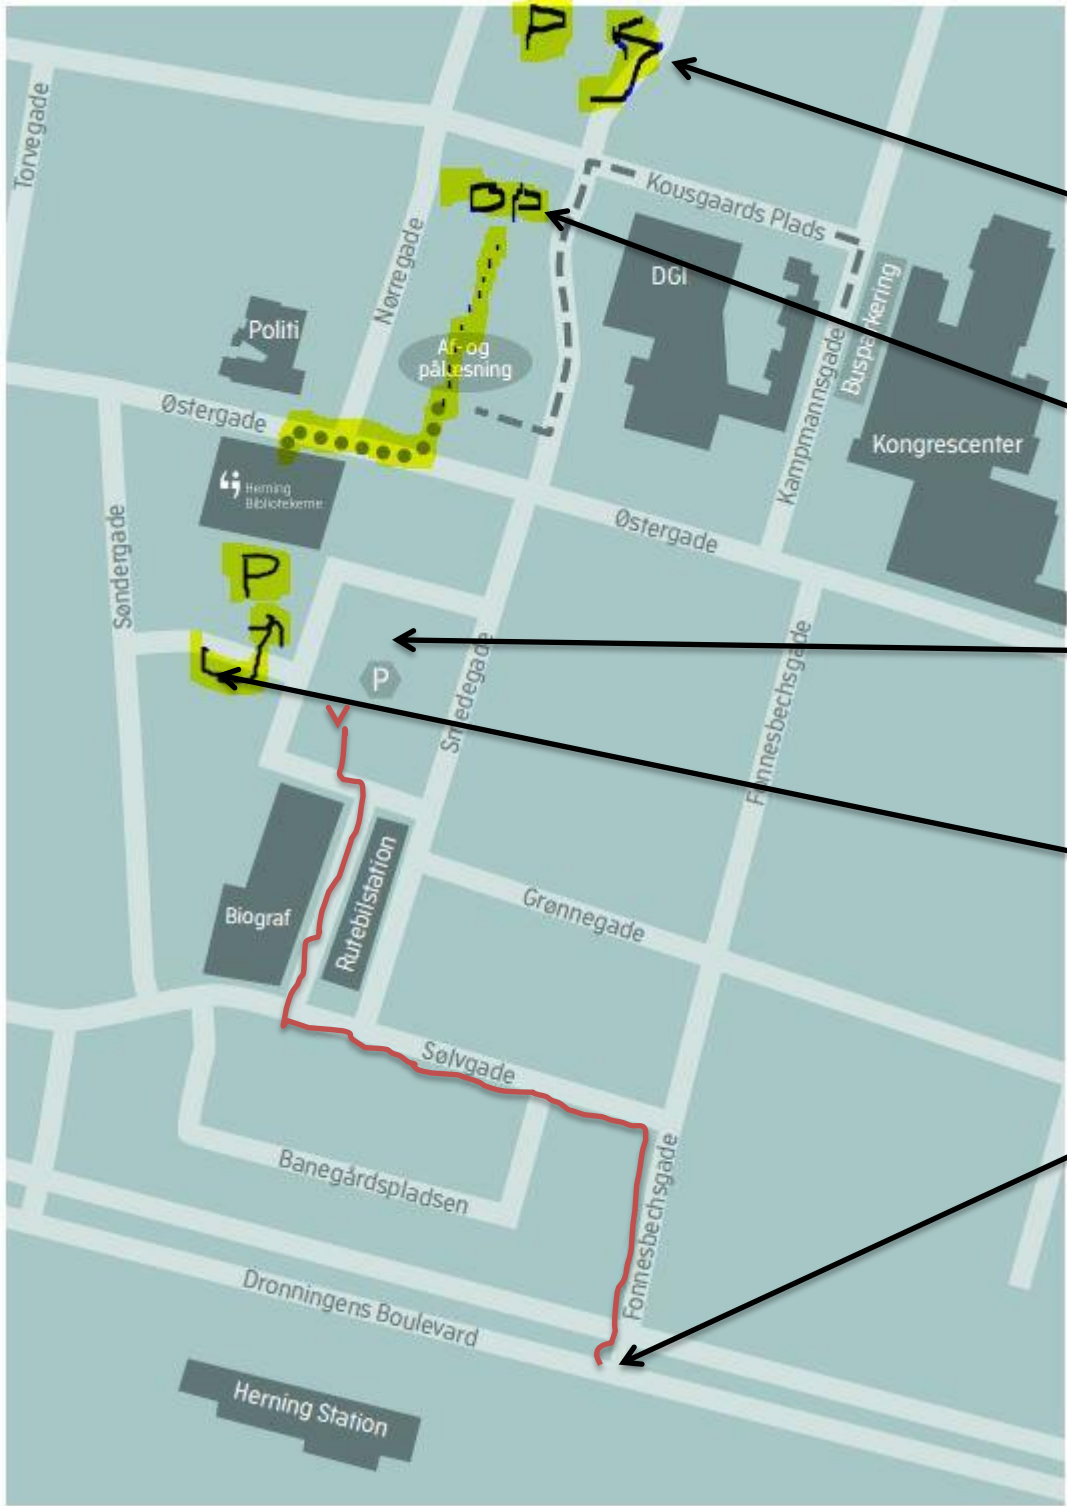 P
Torvegade
Kousgaards Plads
Nørregade
DGI
Busparkering
Politi
Af- og
pålæsning
Østergade
Kampmannsgade
Kongrescenter
Herning
Bibliotekerne
Søndergade
Østergade
P
P
Smedegade
Fonnesbechsgade
Biograf
Rutebilstation
Grønnegade
Sølvgade
Banegårdspladsen
Fonnesbechsgade
Dronningens Boulevard
Herning Station